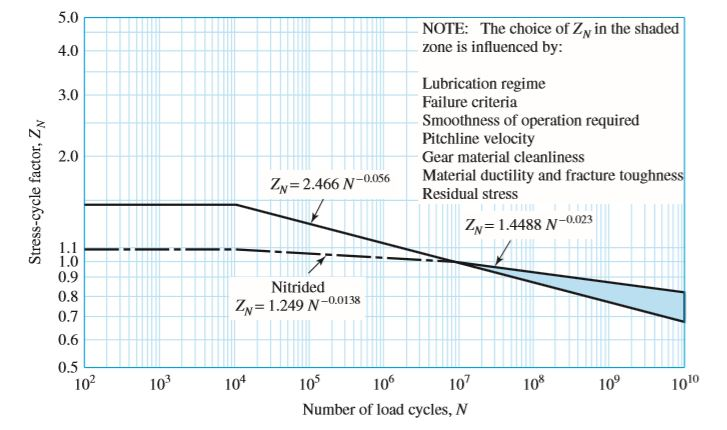 5.0
4.0
3.0
2.0
1.1
1.0
0.9
0.8
0.7
0.6
0.5
Stress-cycle factor, Z_N
NOTE: The choice of Z_N in the shaded
zone is influenced by:
Lubrication regime
Failure criteria
Smoothness of operation required
Pitchline velocity
Gear material cleanliness
Material ductility and fracture toughness
Residual stress
Z_N = 2.466 N^−0.056
Z_N = 1.4488 N^−0.023
Nitrided
Z_N = 1.249 N^−0.0138
10^2 10^3 10^4 10^5 10^6 10^7 10^8 10^9 10^10
Number of load cycles, N